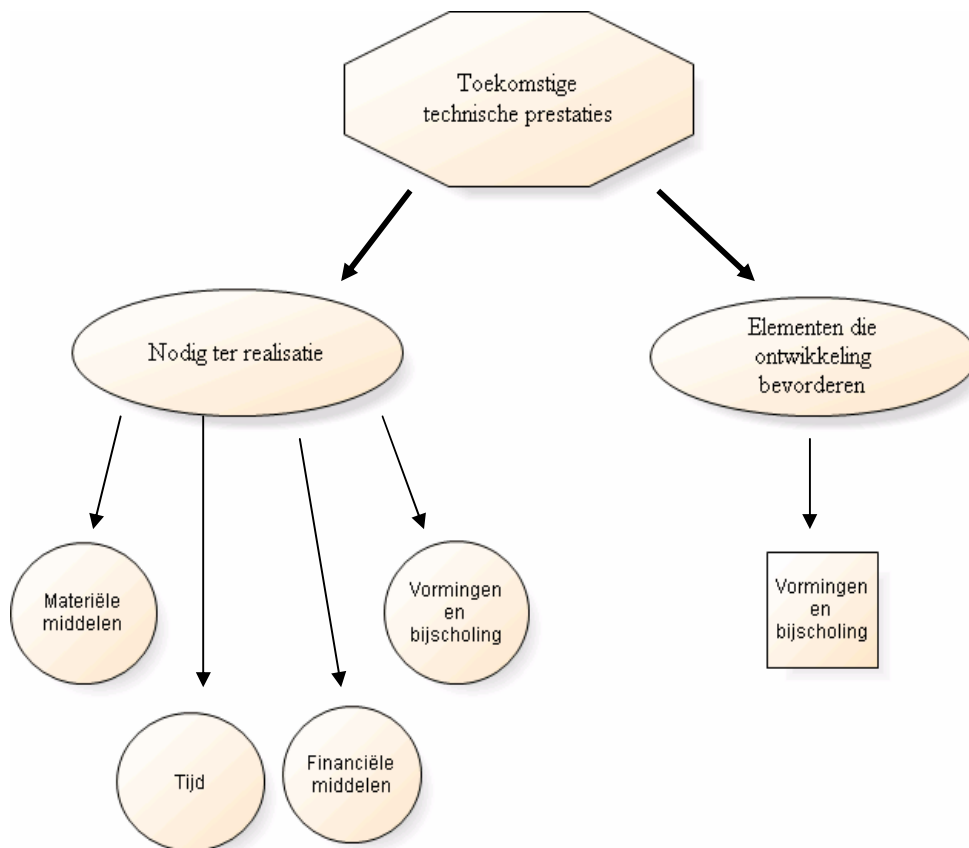 Toekomstige
technische prestaties
Nodig ter realisatie
Elementen die
ontwikkeling
bevorderen
Materiële
middelen
Vormingen
en
bijscholing
Vormingen
en
bijscholing
Tijd
Financiële
middelen